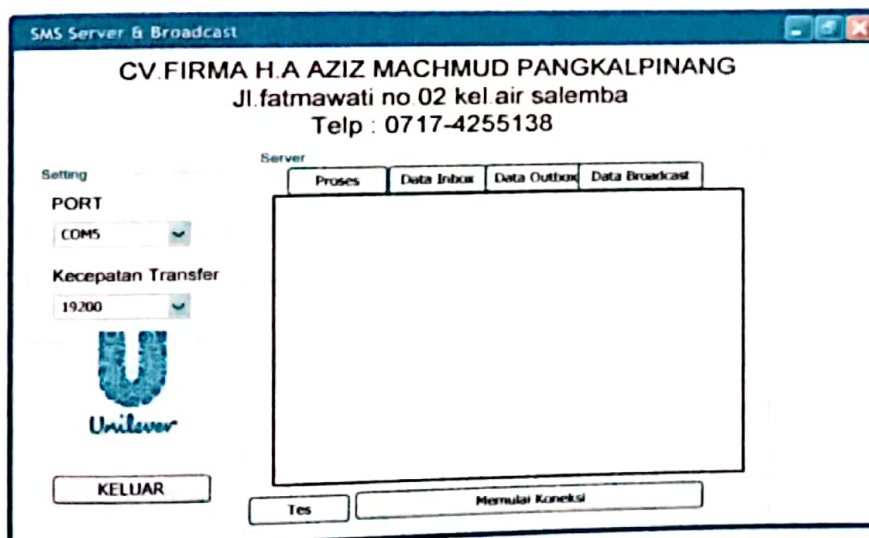 SMS Server & Broadcast
CV.FIRMA H.A AZIZ MACHMUD PANGKALPINANG
Jl.fatmawati no.02 kel.air salemba
Telp : 0717-4255138
Setting
PORT
COM5
Kecepatan Transfer
19200
Unilever
KELUAR
Server
Proses Data Inbox Data Outbox Data Broadcast
Tes Memulai Koneksi